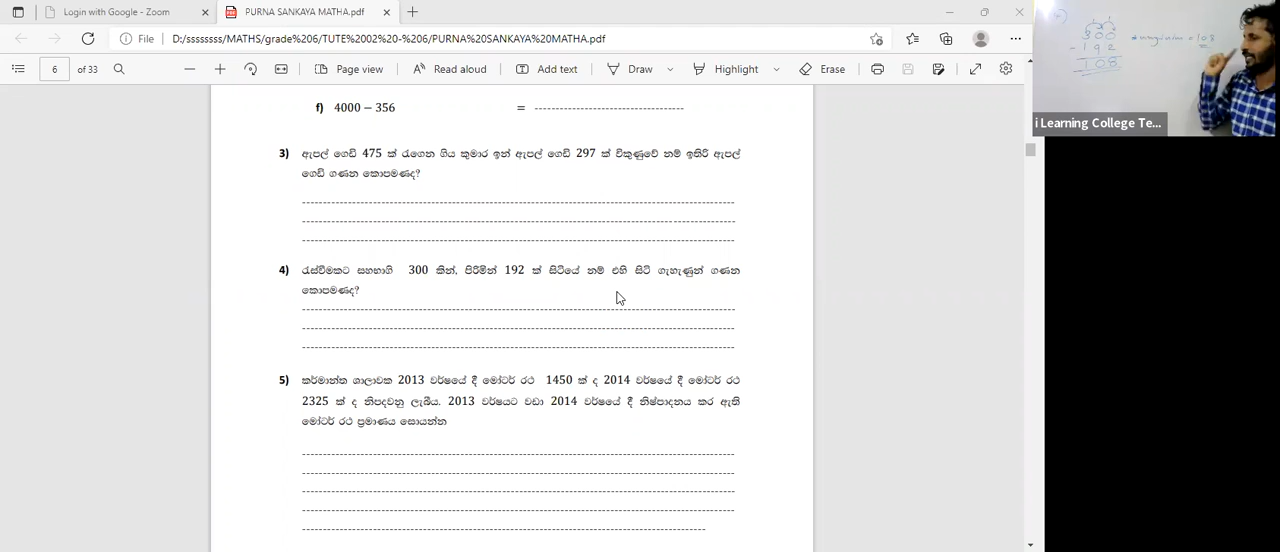 Login with Google - Zoom
PURNA SANKAYA MATHA.pdf
File
D:/ssssssss/MATHS/grade%206/TUTE%2002%20%206/PURNA%20SANKAYA%20MATHA.pdf
6 of 33
Page view
Read aloud
Add text
Draw
Highlight
Erase
f) 4000 – 356 = ------------------------------------
3) ඇපල් ගෙඩි 475 ක් රැගෙන ගිය කුමාර ඉන් ඇපල් ගෙඩි 297 ක් විකුණුවේ නම් ඉතිරි ඇපල්
ගෙඩි ගණන කොපමණද?
4) රැස්වීමකට සහභාගි 300 කින්, පිරිමින් 192 ක් සිටියේ නම් එහි සිටි ගැහැණුන් ගණන
කොපමණද?
5) කර්මාන්ත ශාලාවක 2013 වර්ෂයේ දී මෝටර් රථ 1450 ක් ද 2014 වර්ෂයේ දී මෝටර් රථ
2325 ක් ද නිපදවනු ලැබීය. 2013 වර්ෂයට වඩා 2014 වර්ෂයේ දී නිෂ්පාදනය කර ඇති
මෝටර් රථ ප්‍රමාණය සොයන්න
300
- 192
108
= 108
i Learning College Te...